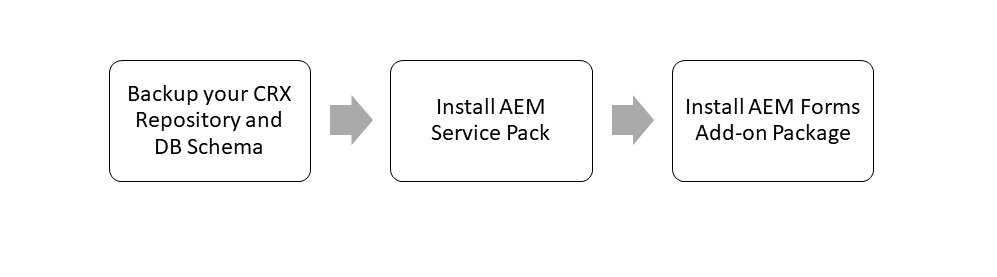 Backup your CRX
Repository and
DB Schema
Install AEM
Service Pack
Install AEM Forms
Add-on Package